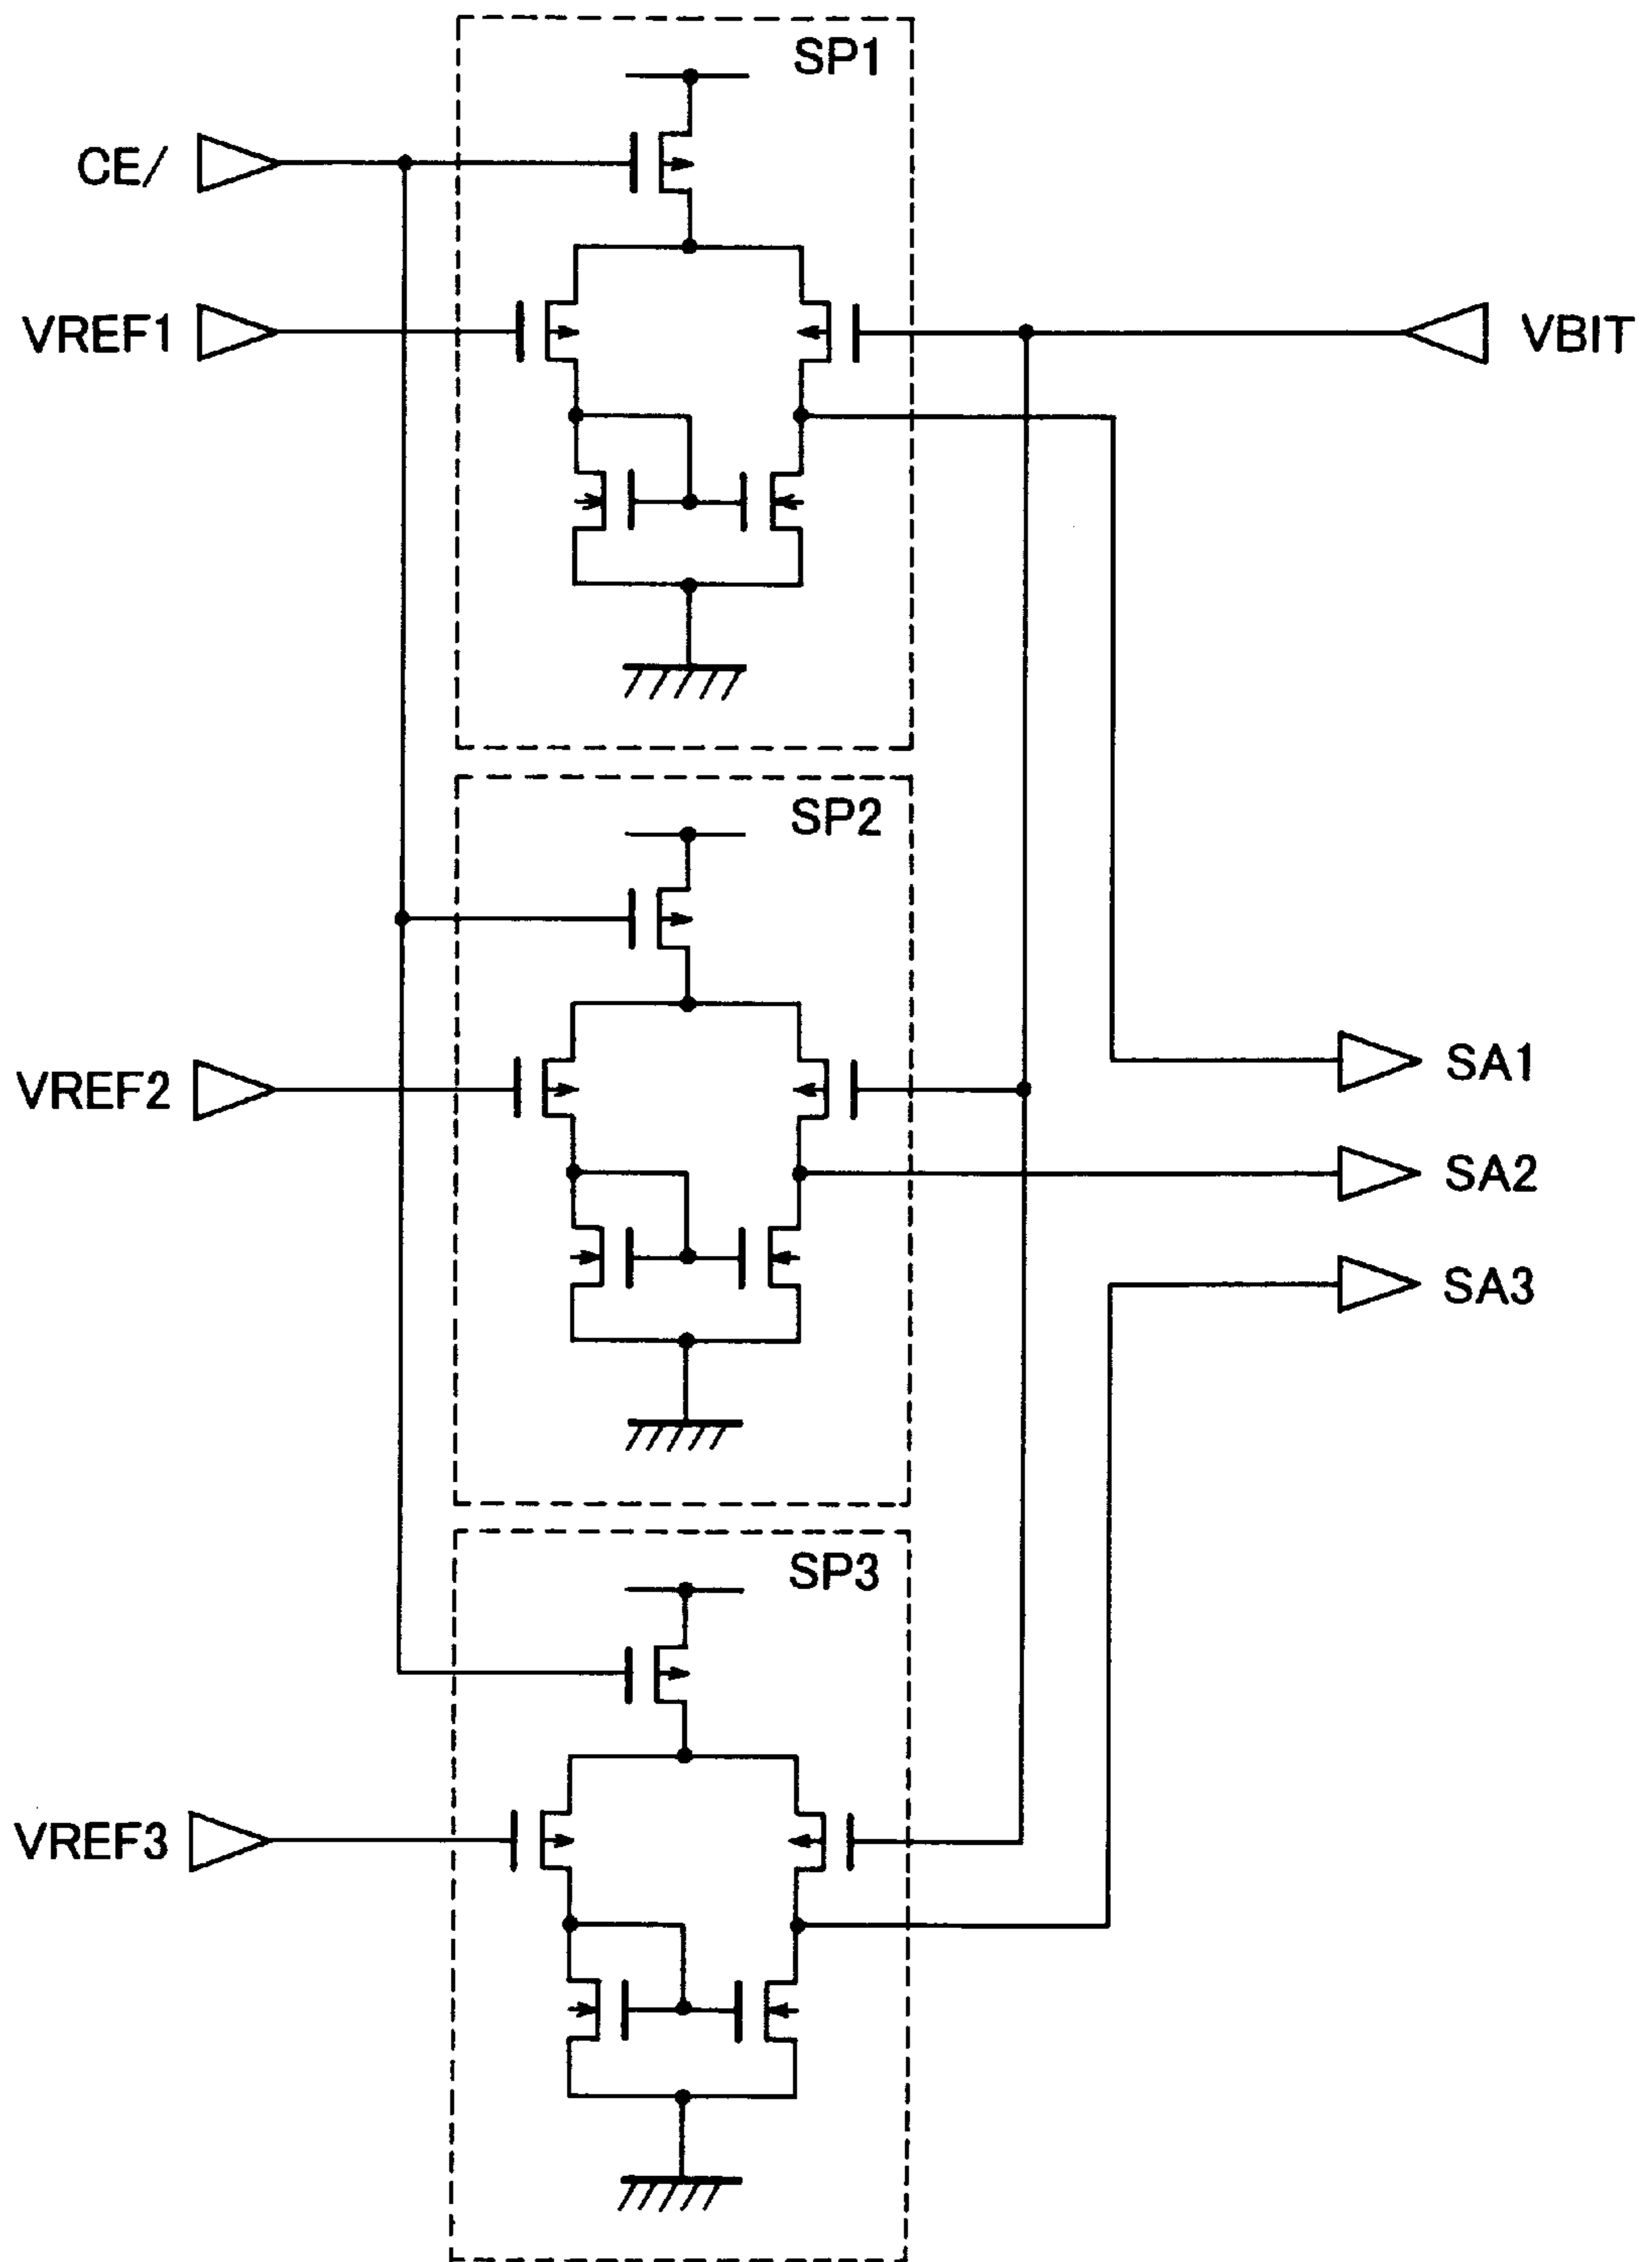 SP1
CE/
VREF1
VBIT
SP2
VREF2
SA1
SA2
SA3
SP3
VREF3